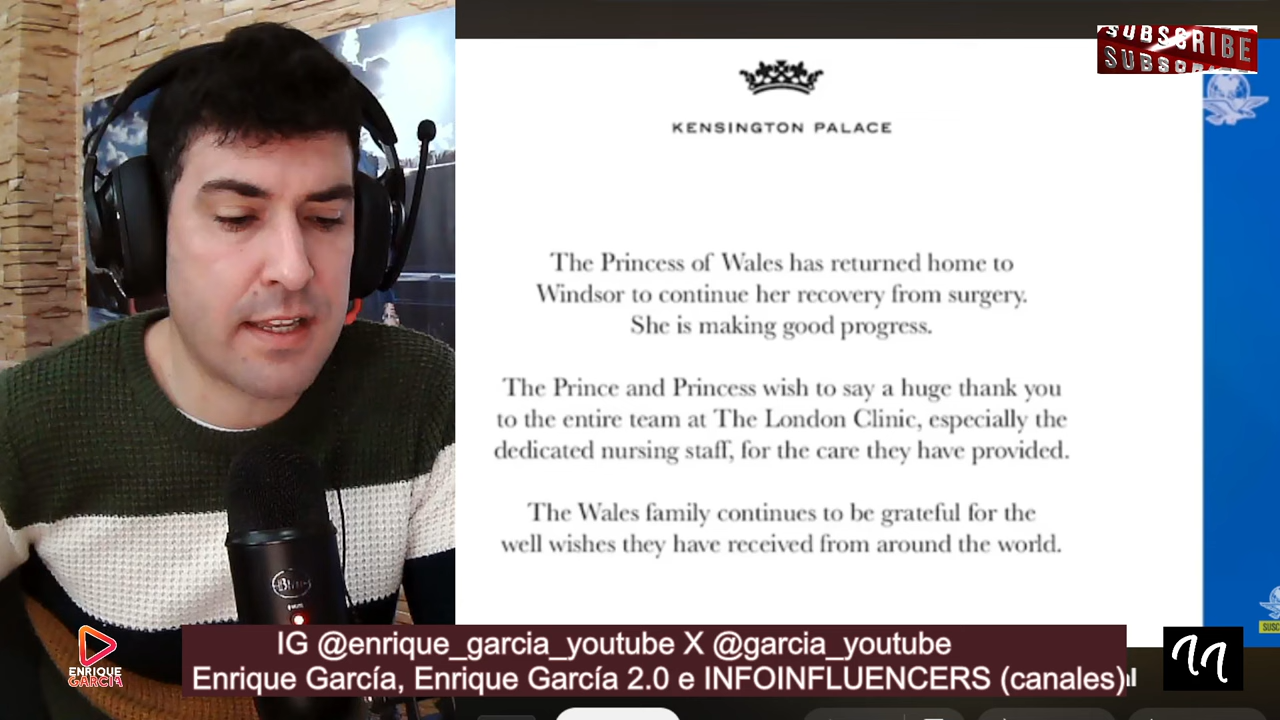 SUBSCRIBE
SUBSCRIBE
KENSINGTON PALACE
The Princess of Wales has returned home to
Windsor to continue her recovery from surgery.
She is making good progress.
The Prince and Princess wish to say a huge thank you
to the entire team at The London Clinic, especially the
dedicated nursing staff, for the care they have provided.
The Wales family continues to be grateful for the
well wishes they have received from around the world.
Blue
MUTE
SUSC
ENRIQUE
GARCÍA
IG @enrique_garcia_youtube X @garcia_youtube
Enrique García, Enrique García 2.0 e INFOINFLUENCERS (canales)